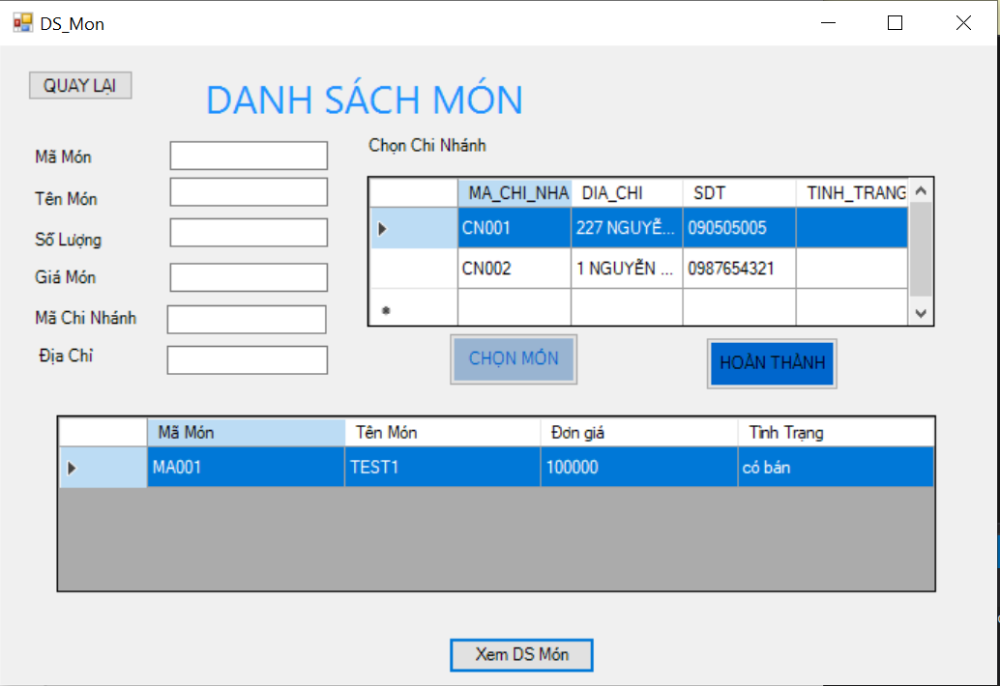 DS_Mon
QUAY LẠI
DANH SÁCH MÓN
Mã Món
Tên Món
Số Lượng
Giá Món
Mã Chi Nhánh
Địa Chỉ
Chọn Chi Nhánh
MA_CHI_NHA DIA_CHI SDT TINH_TRANG
CN001 227 NGUYỄ... 090505005
CN002 1 NGUYỄN ... 0987654321
CHỌN MÓN
HOÀN THÀNH
Mã Món Tên Món Đơn giá Tình Trạng
MA001 TEST1 100000 có bán
Xem DS Món